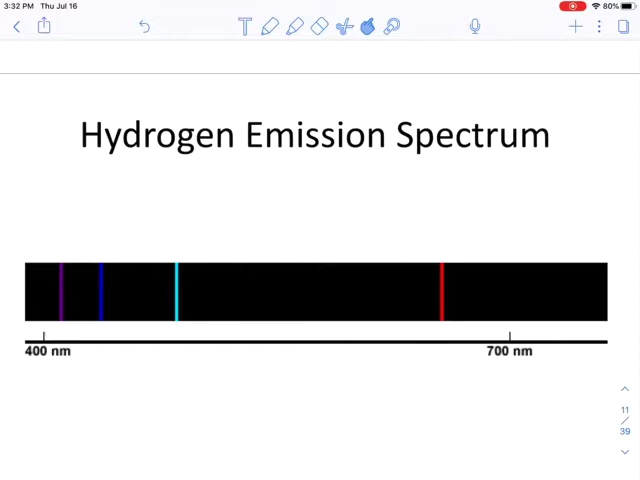 3:32 PM Thu Jul 16
80%
T
Hydrogen Emission Spectrum
400 nm
700 nm
11
/
39